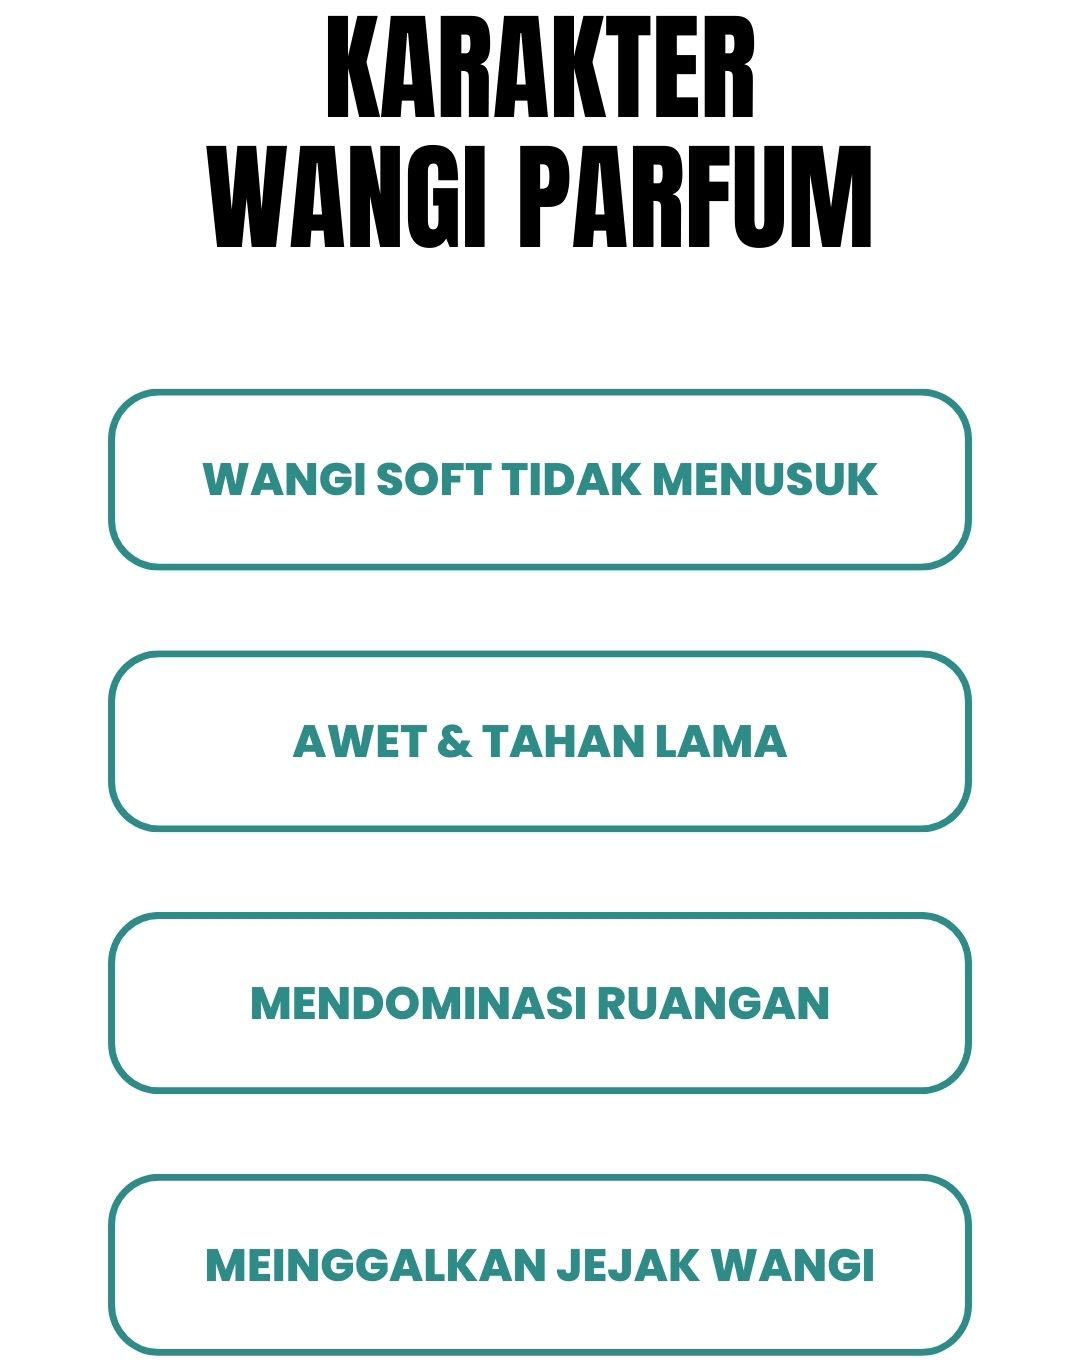 KARAKTER
WANGI PARFUM
WANGI SOFT TIDAK MENUSUK
AWET & TAHAN LAMA
MENDOMINASI RUANGAN
MEINGGALKAN JEJAK WANGI